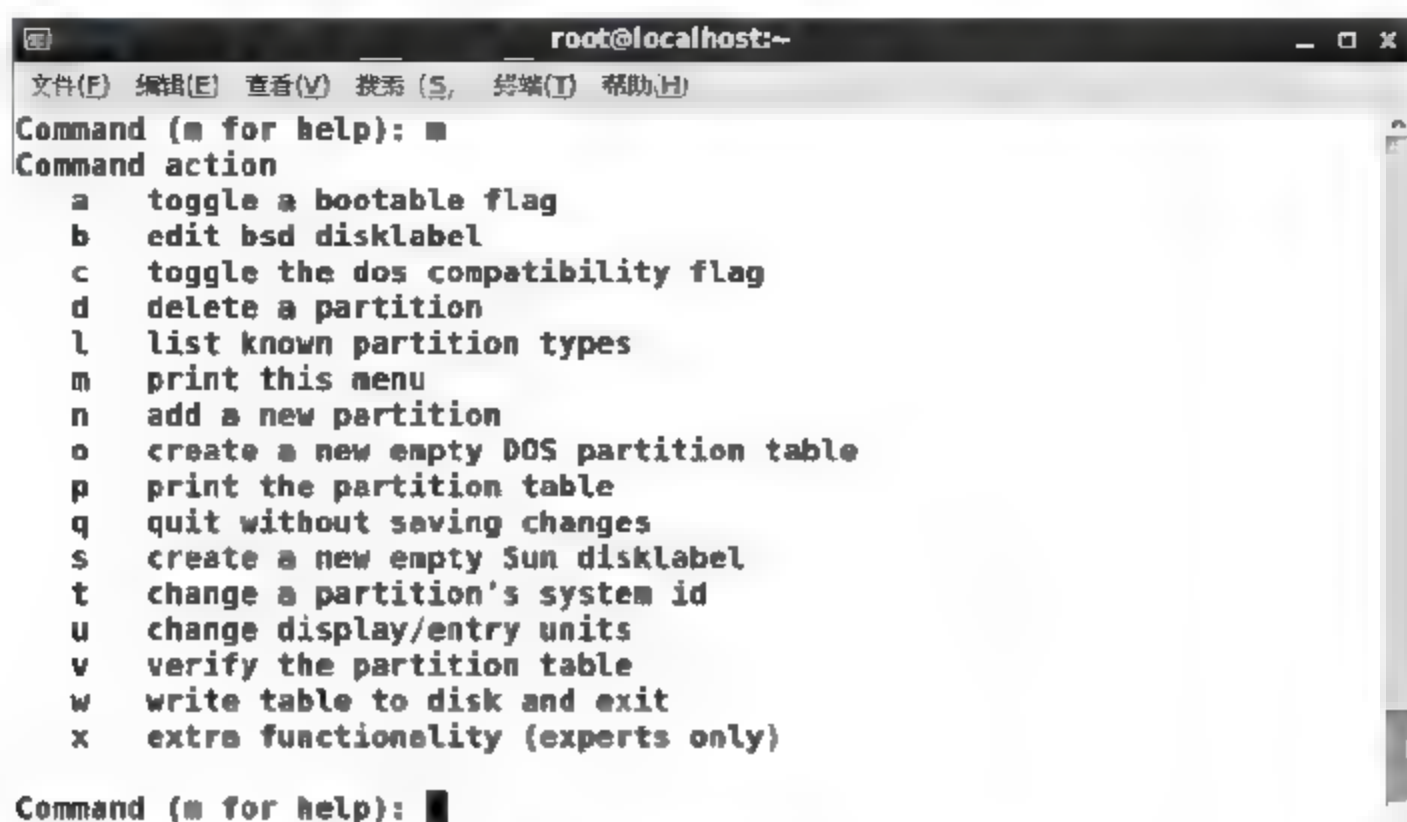 root@localhost:~
文件(F) 编辑(E) 查看(V) 搜索 (S) 终端(T) 帮助(H)
Command (m for help): m
Command action
a toggle a bootable flag
b edit bsd disklabel
c toggle the dos compatibility flag
d delete a partition
l list known partition types
m print this menu
n add a new partition
o create a new empty DOS partition table
p print the partition table
q quit without saving changes
s create a new empty Sun disklabel
t change a partition's system id
u change display/entry units
v verify the partition table
w write table to disk and exit
x extra functionality (experts only)
Command (m for help):